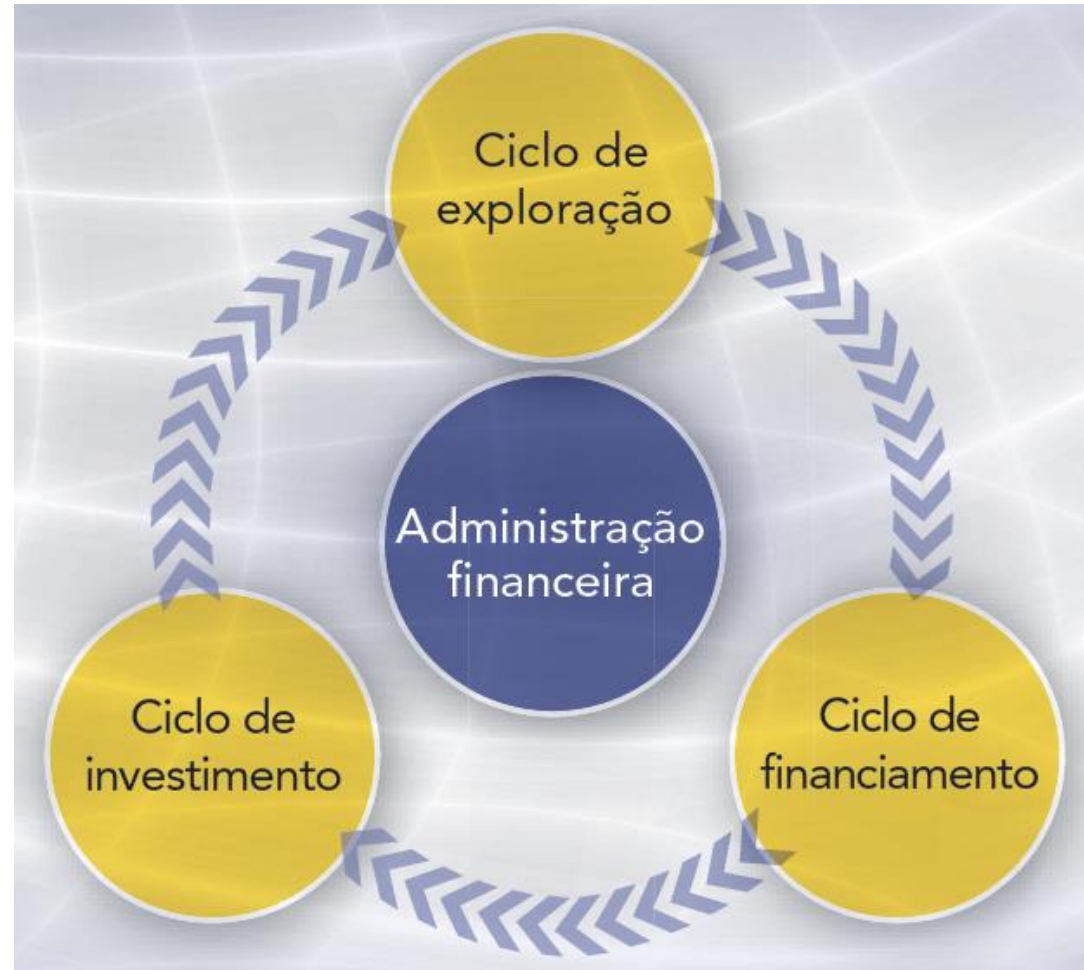 Ciclo de
exploração
Administração
financeira
Ciclo de
investimento
Ciclo de
financiamento